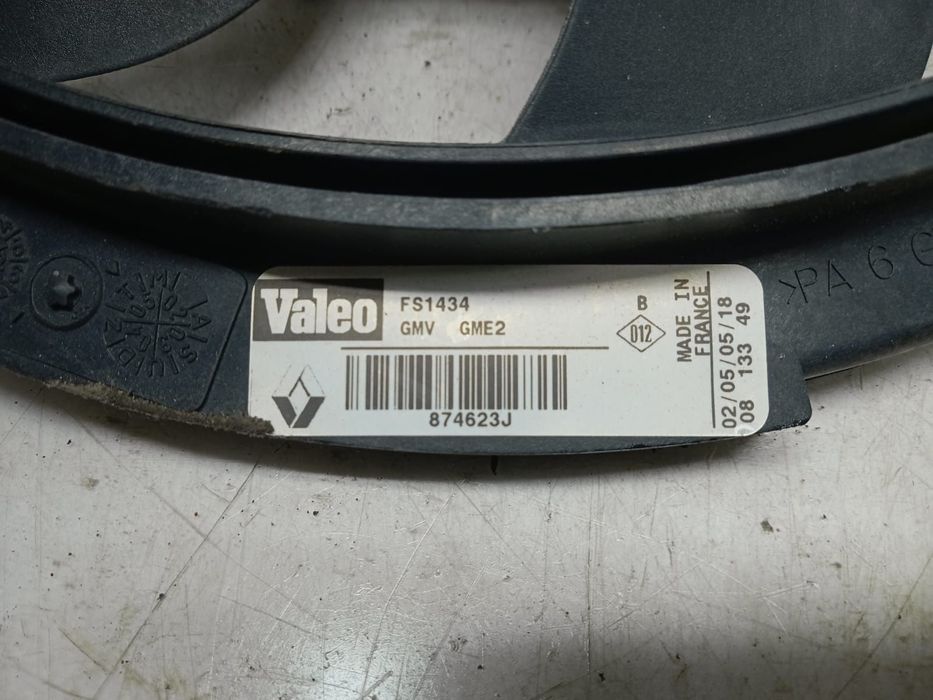 Valeo
FS1434
GMV GME2
B
012
874623J
MADE IN
FRANCE
02/05/05/18
08 133 49
>PA 6 G